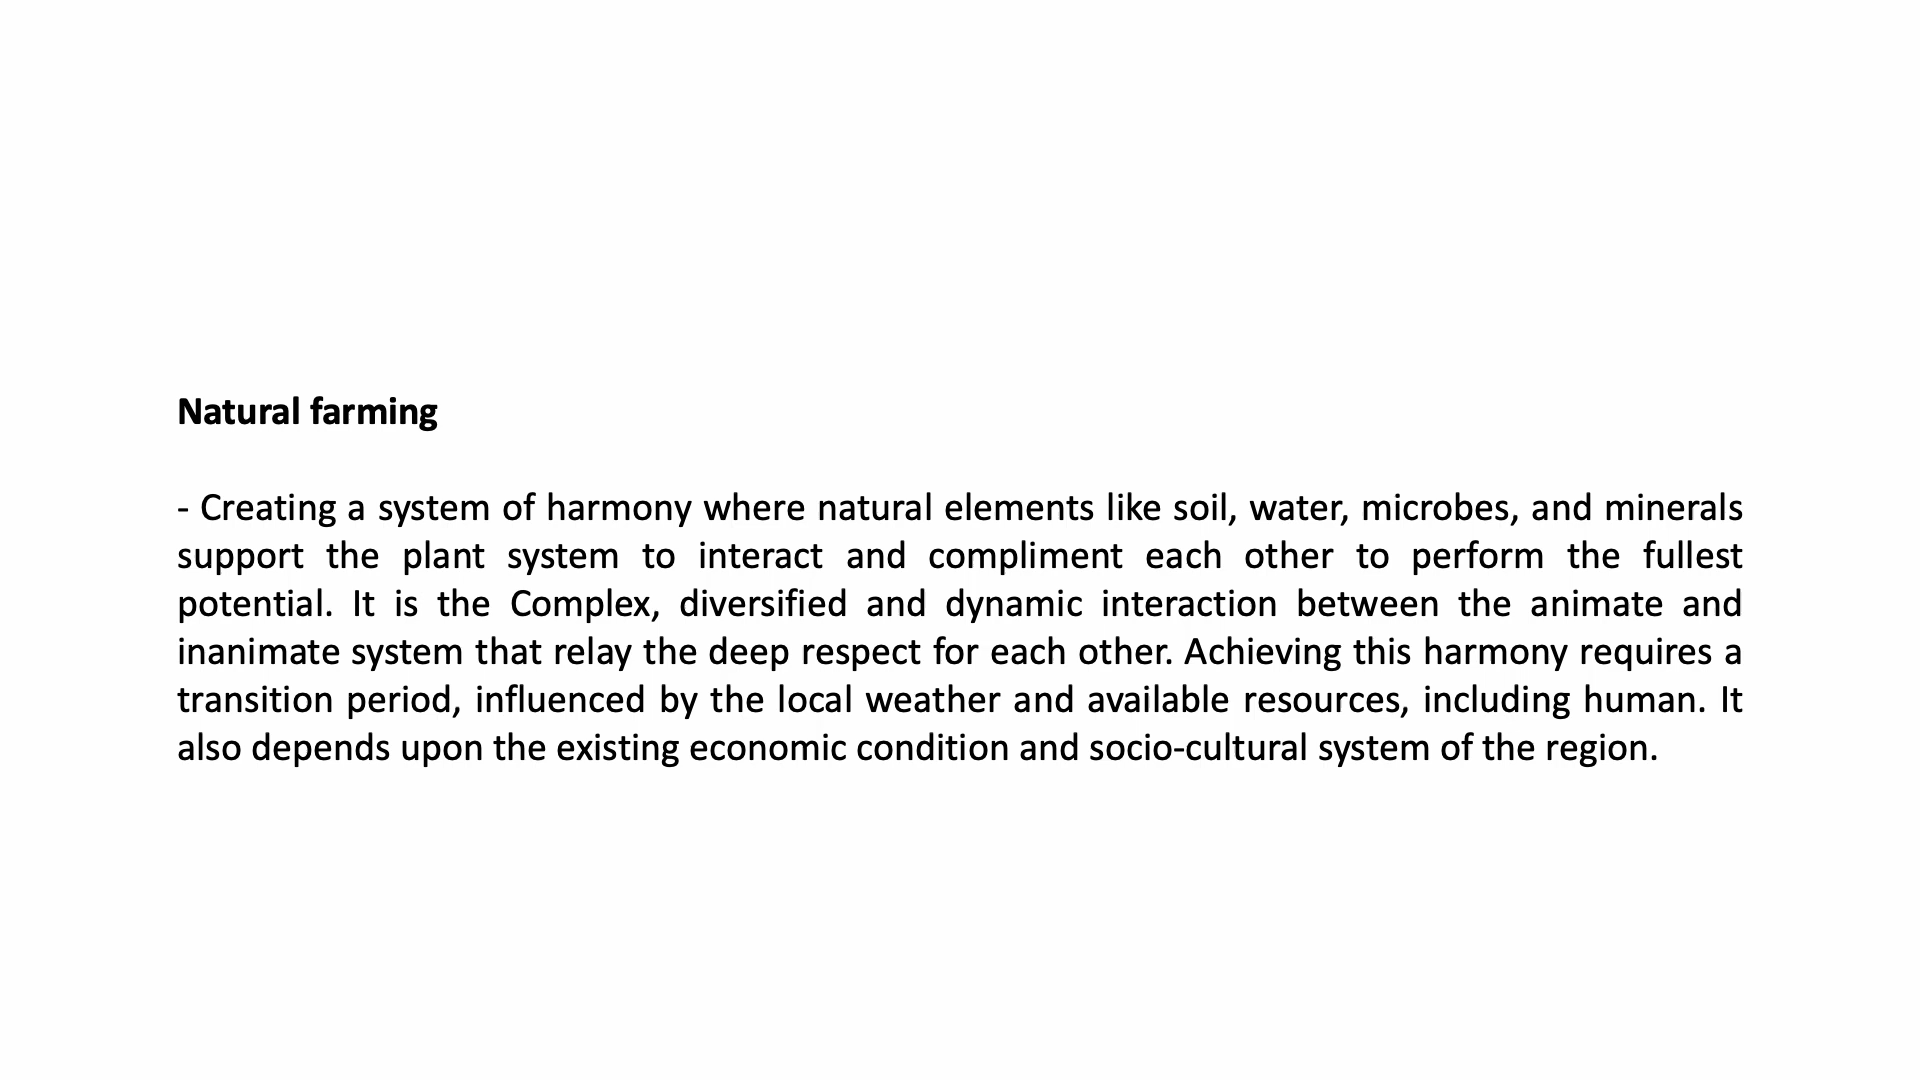 Natural farming
- Creating a system of harmony where natural elements like soil, water, microbes, and minerals
support the plant system to interact and compliment each other to perform the fullest
potential. It is the Complex, diversified and dynamic interaction between the animate and
inanimate system that relay the deep respect for each other. Achieving this harmony requires a
transition period, influenced by the local weather and available resources, including human. It
also depends upon the existing economic condition and socio-cultural system of the region.